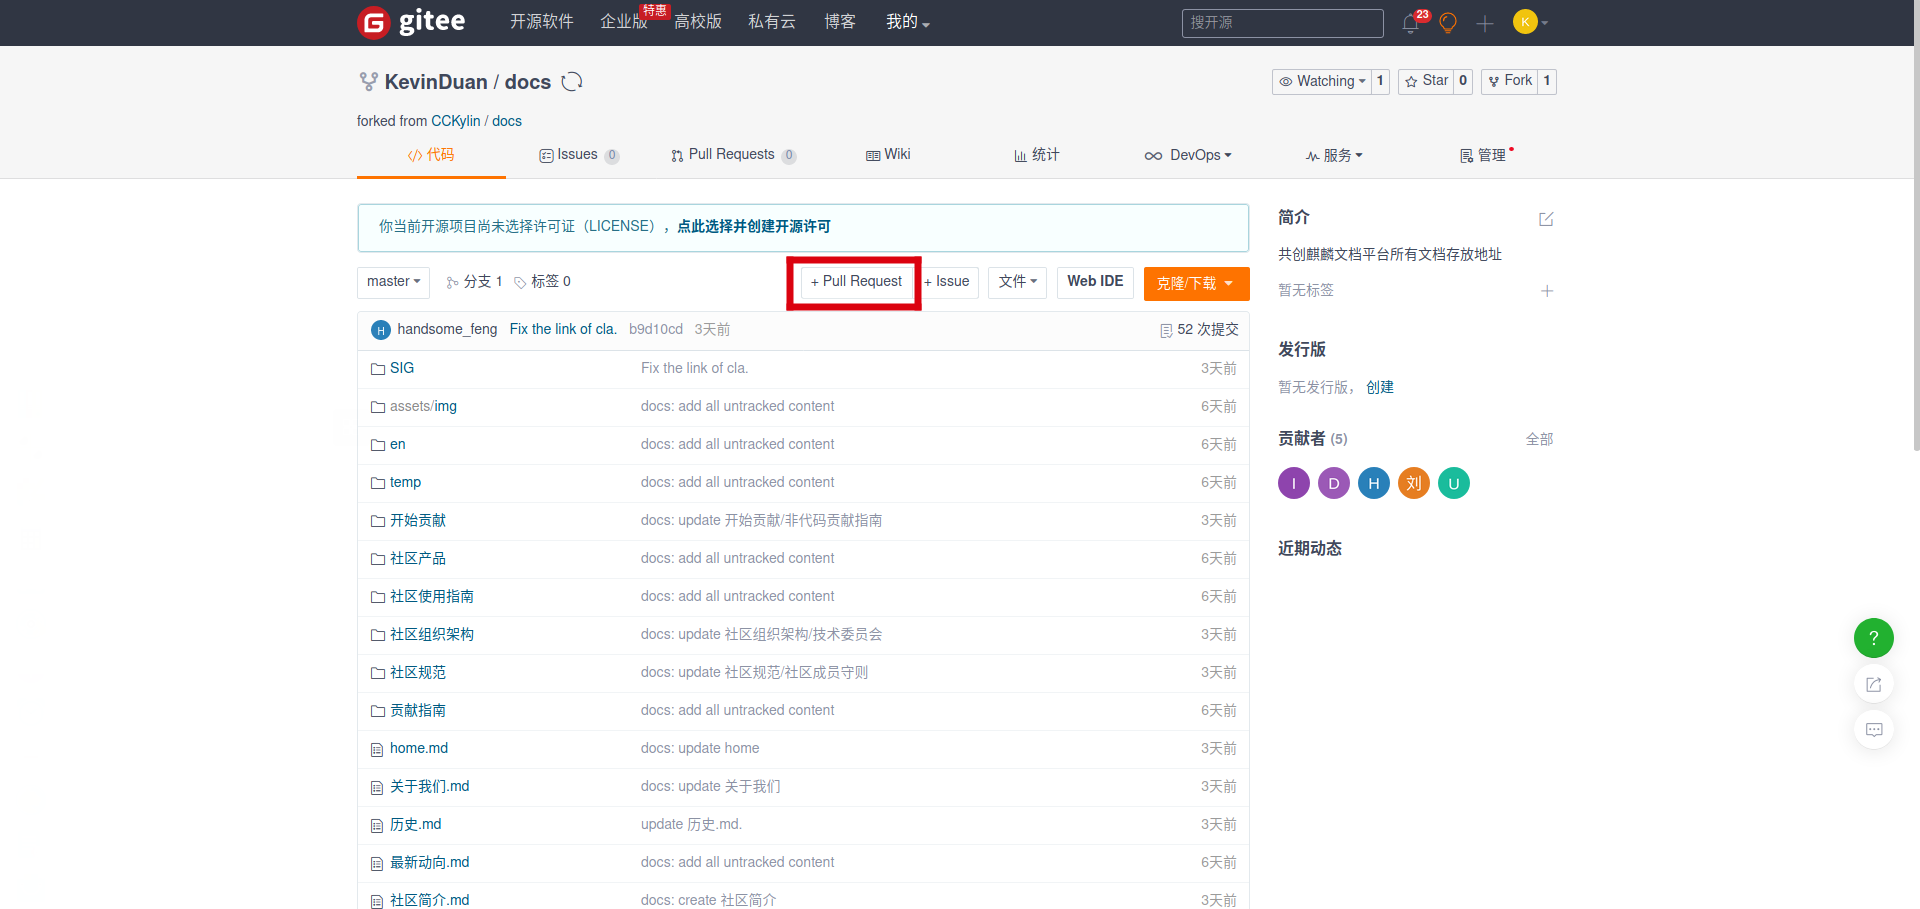 gitee 开源软件 企业版 特惠 高校版 私有云 博客 我的 搜开源 23 K
KevinDuan / docs Watching 1 Star 0 Fork 1
forked from CCKylin / docs
代码 Issues 0 Pull Requests 0 Wiki 统计 DevOps 服务 管理
你当前开源项目尚未选择许可证（LICENSE），点此选择并创建开源许可
master 分支 1 标签 0 + Pull Request + Issue 文件 Web IDE 克隆/下载
H handsome_feng Fix the link of cla. b9d10cd 3天前 52 次提交
SIG Fix the link of cla. 3天前
assets/img docs: add all untracked content 6天前
en docs: add all untracked content 6天前
temp docs: add all untracked content 6天前
开始贡献 docs: update 开始贡献/非代码贡献指南 3天前
社区产品 docs: add all untracked content 6天前
社区使用指南 docs: add all untracked content 6天前
社区组织架构 docs: update 社区组织架构/技术委员会 3天前
社区规范 docs: update 社区规范/社区成员守则 3天前
贡献指南 docs: add all untracked content 6天前
home.md docs: update home 3天前
关于我们.md docs: update 关于我们 3天前
历史.md update 历史.md. 3天前
最新动向.md docs: add all untracked content 6天前
社区简介.md docs: create 社区简介 3天前
简介
共创麒麟文档平台所有文档存放地址
暂无标签
发行版
暂无发行版， 创建
贡献者 (5) 全部
I D H 刘 U
近期动态
?